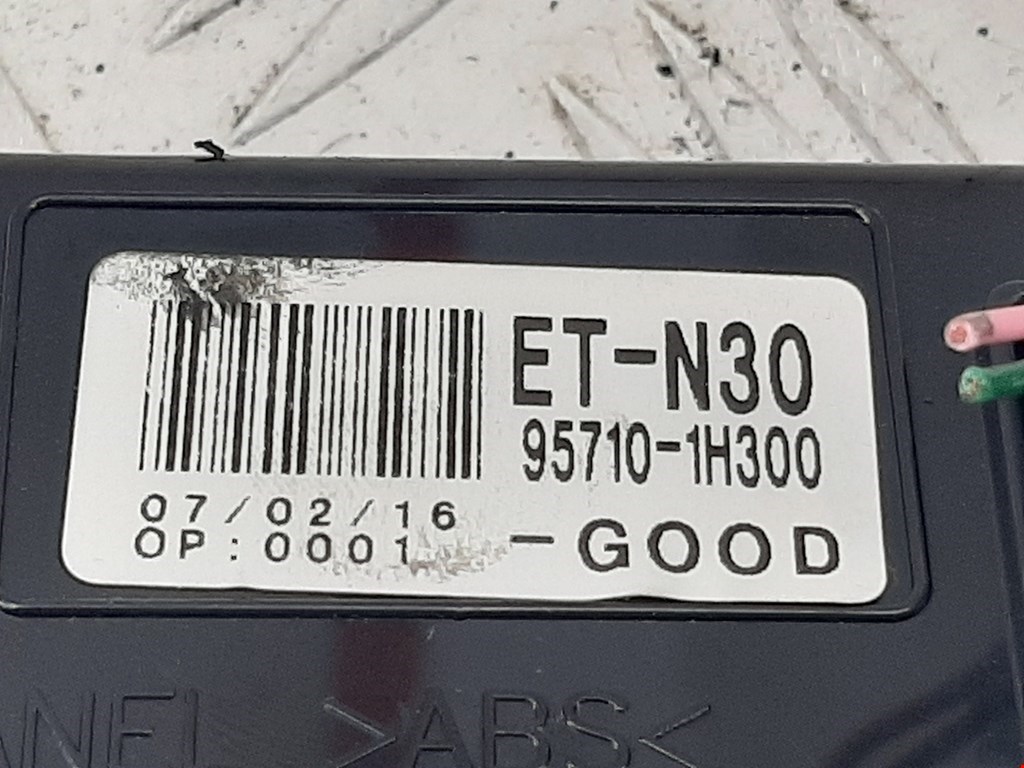 ET-N30
95710-1H300
07/02/16
OP:0001 -GOOD
>ABS<